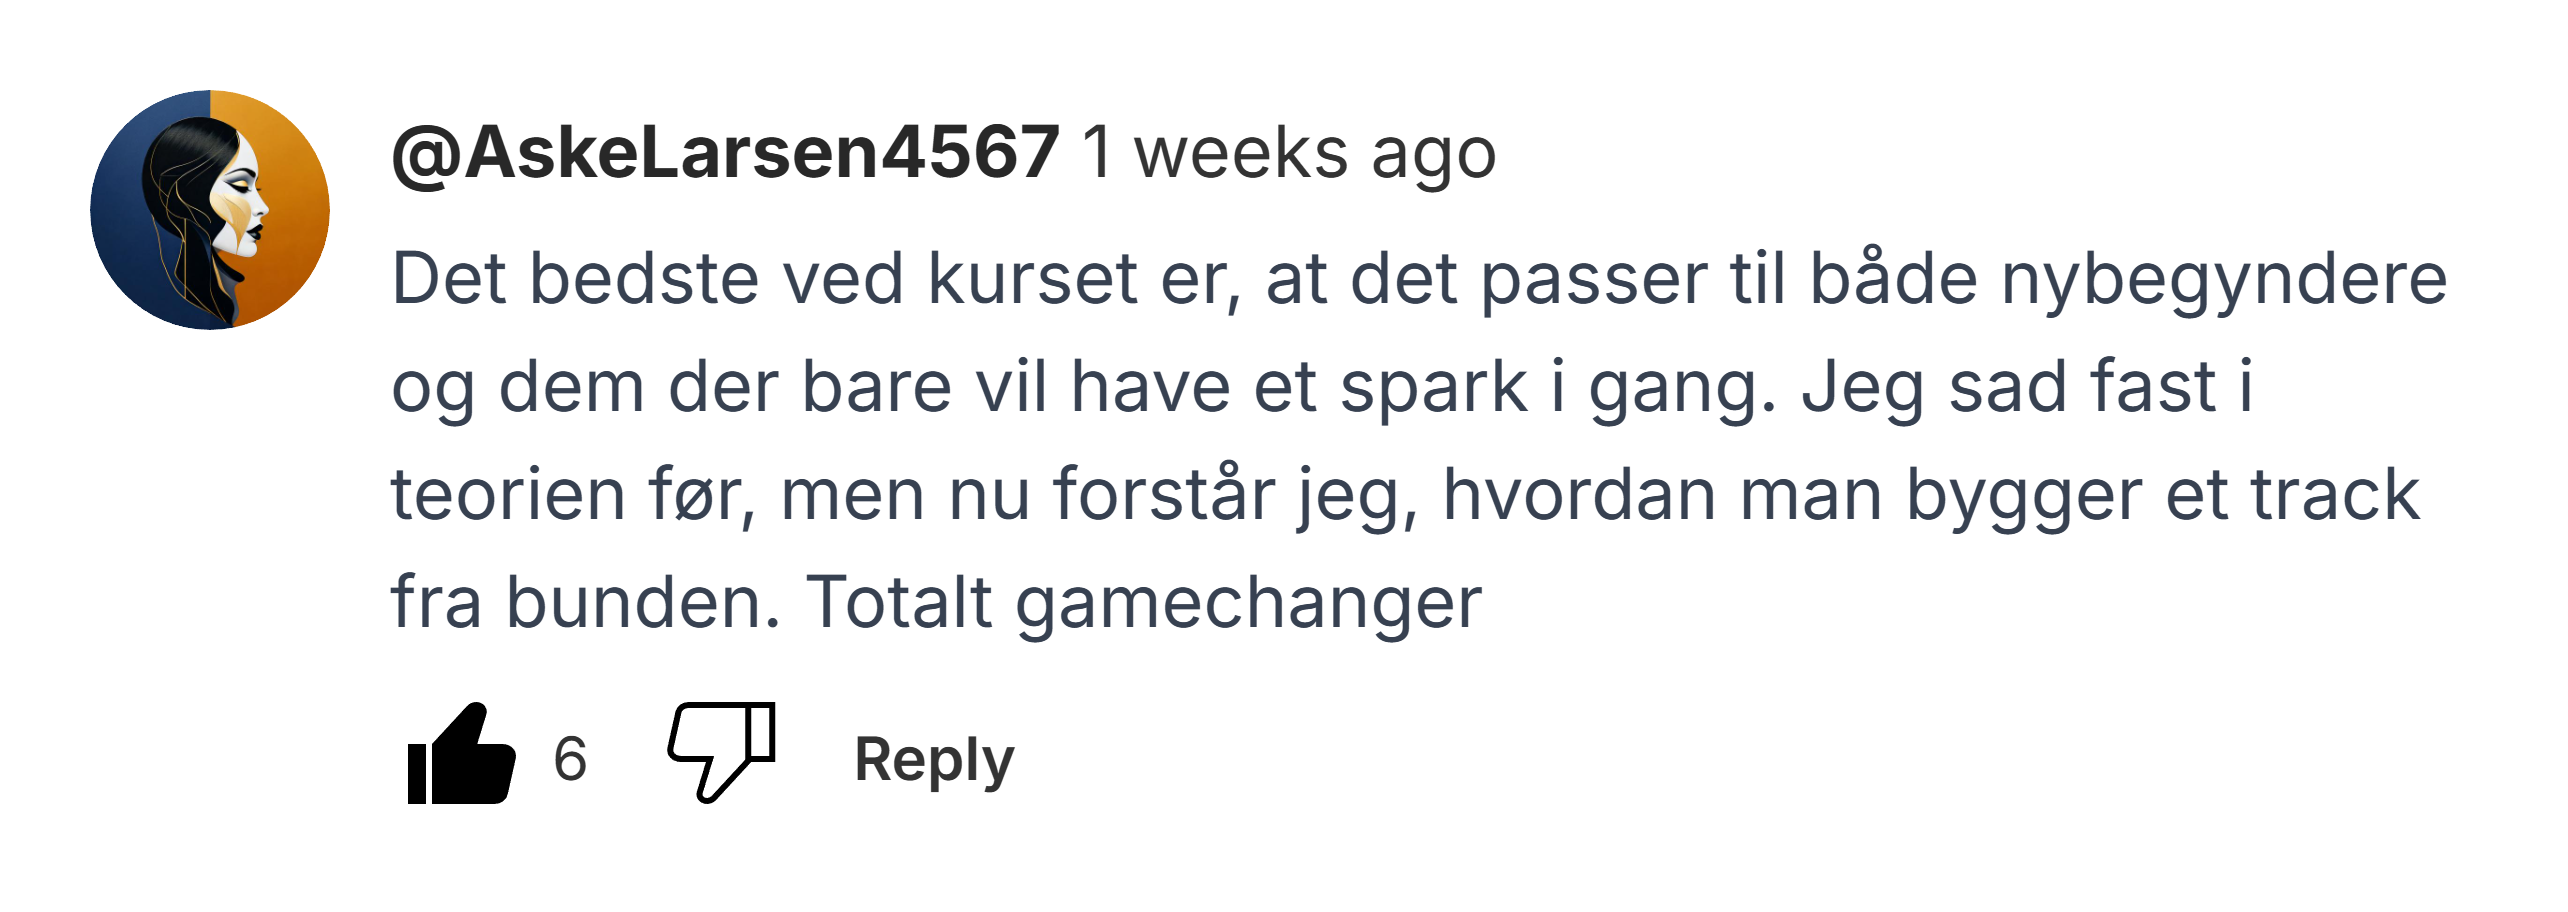 @AskeLarsen4567 1 weeks ago
Det bedste ved kurset er, at det passer til både nybegyndere
og dem der bare vil have et spark i gang. Jeg sad fast i
teorien før, men nu forstår jeg, hvordan man bygger et track
fra bunden. Totalt gamechanger
6 Reply